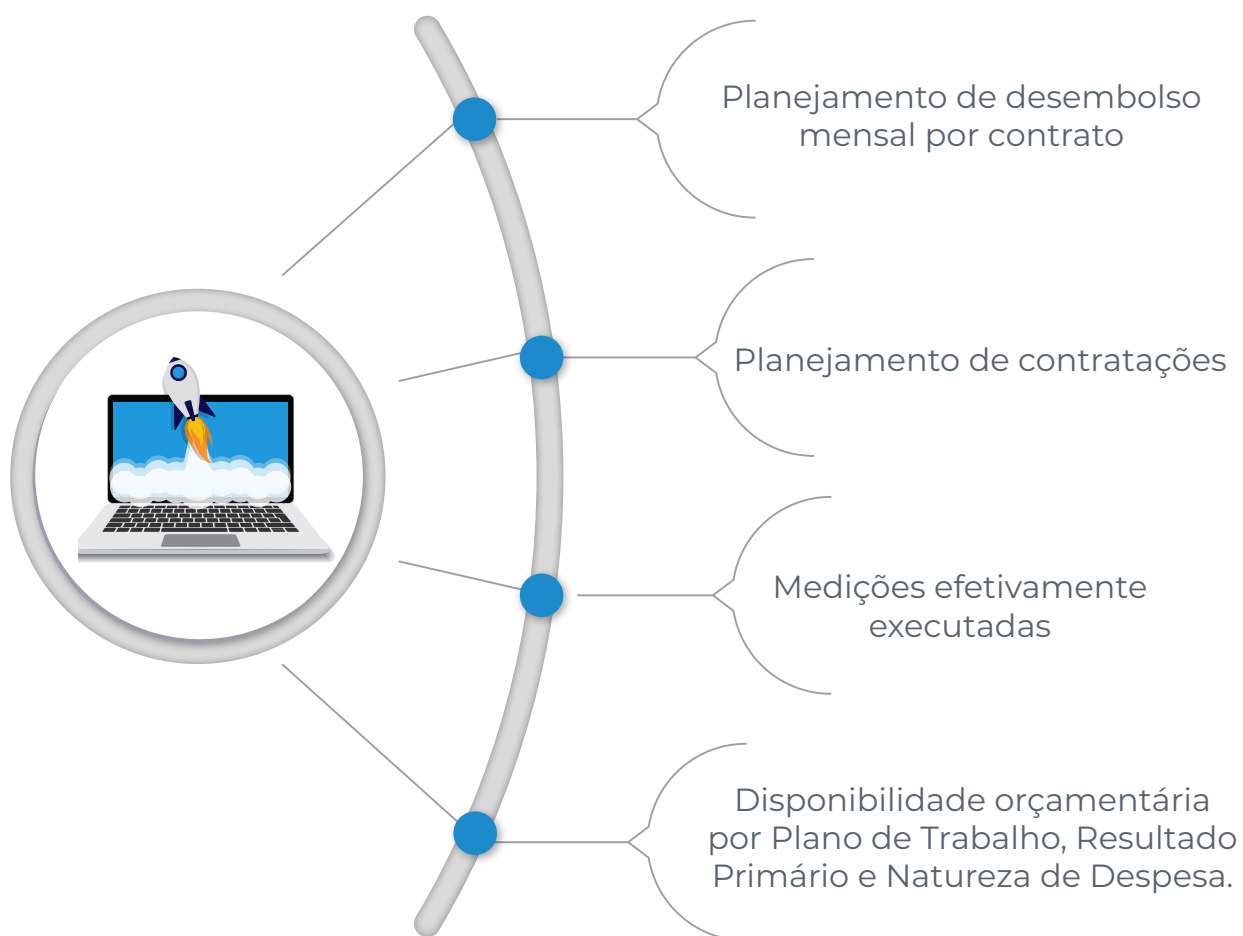 Planejamento de desembolso
mensal por contrato
Planejamento de contratações
Medições efetivamente
executadas
Disponibilidade orçamentária
por Plano de Trabalho, Resultado
Primário e Natureza de Despesa.